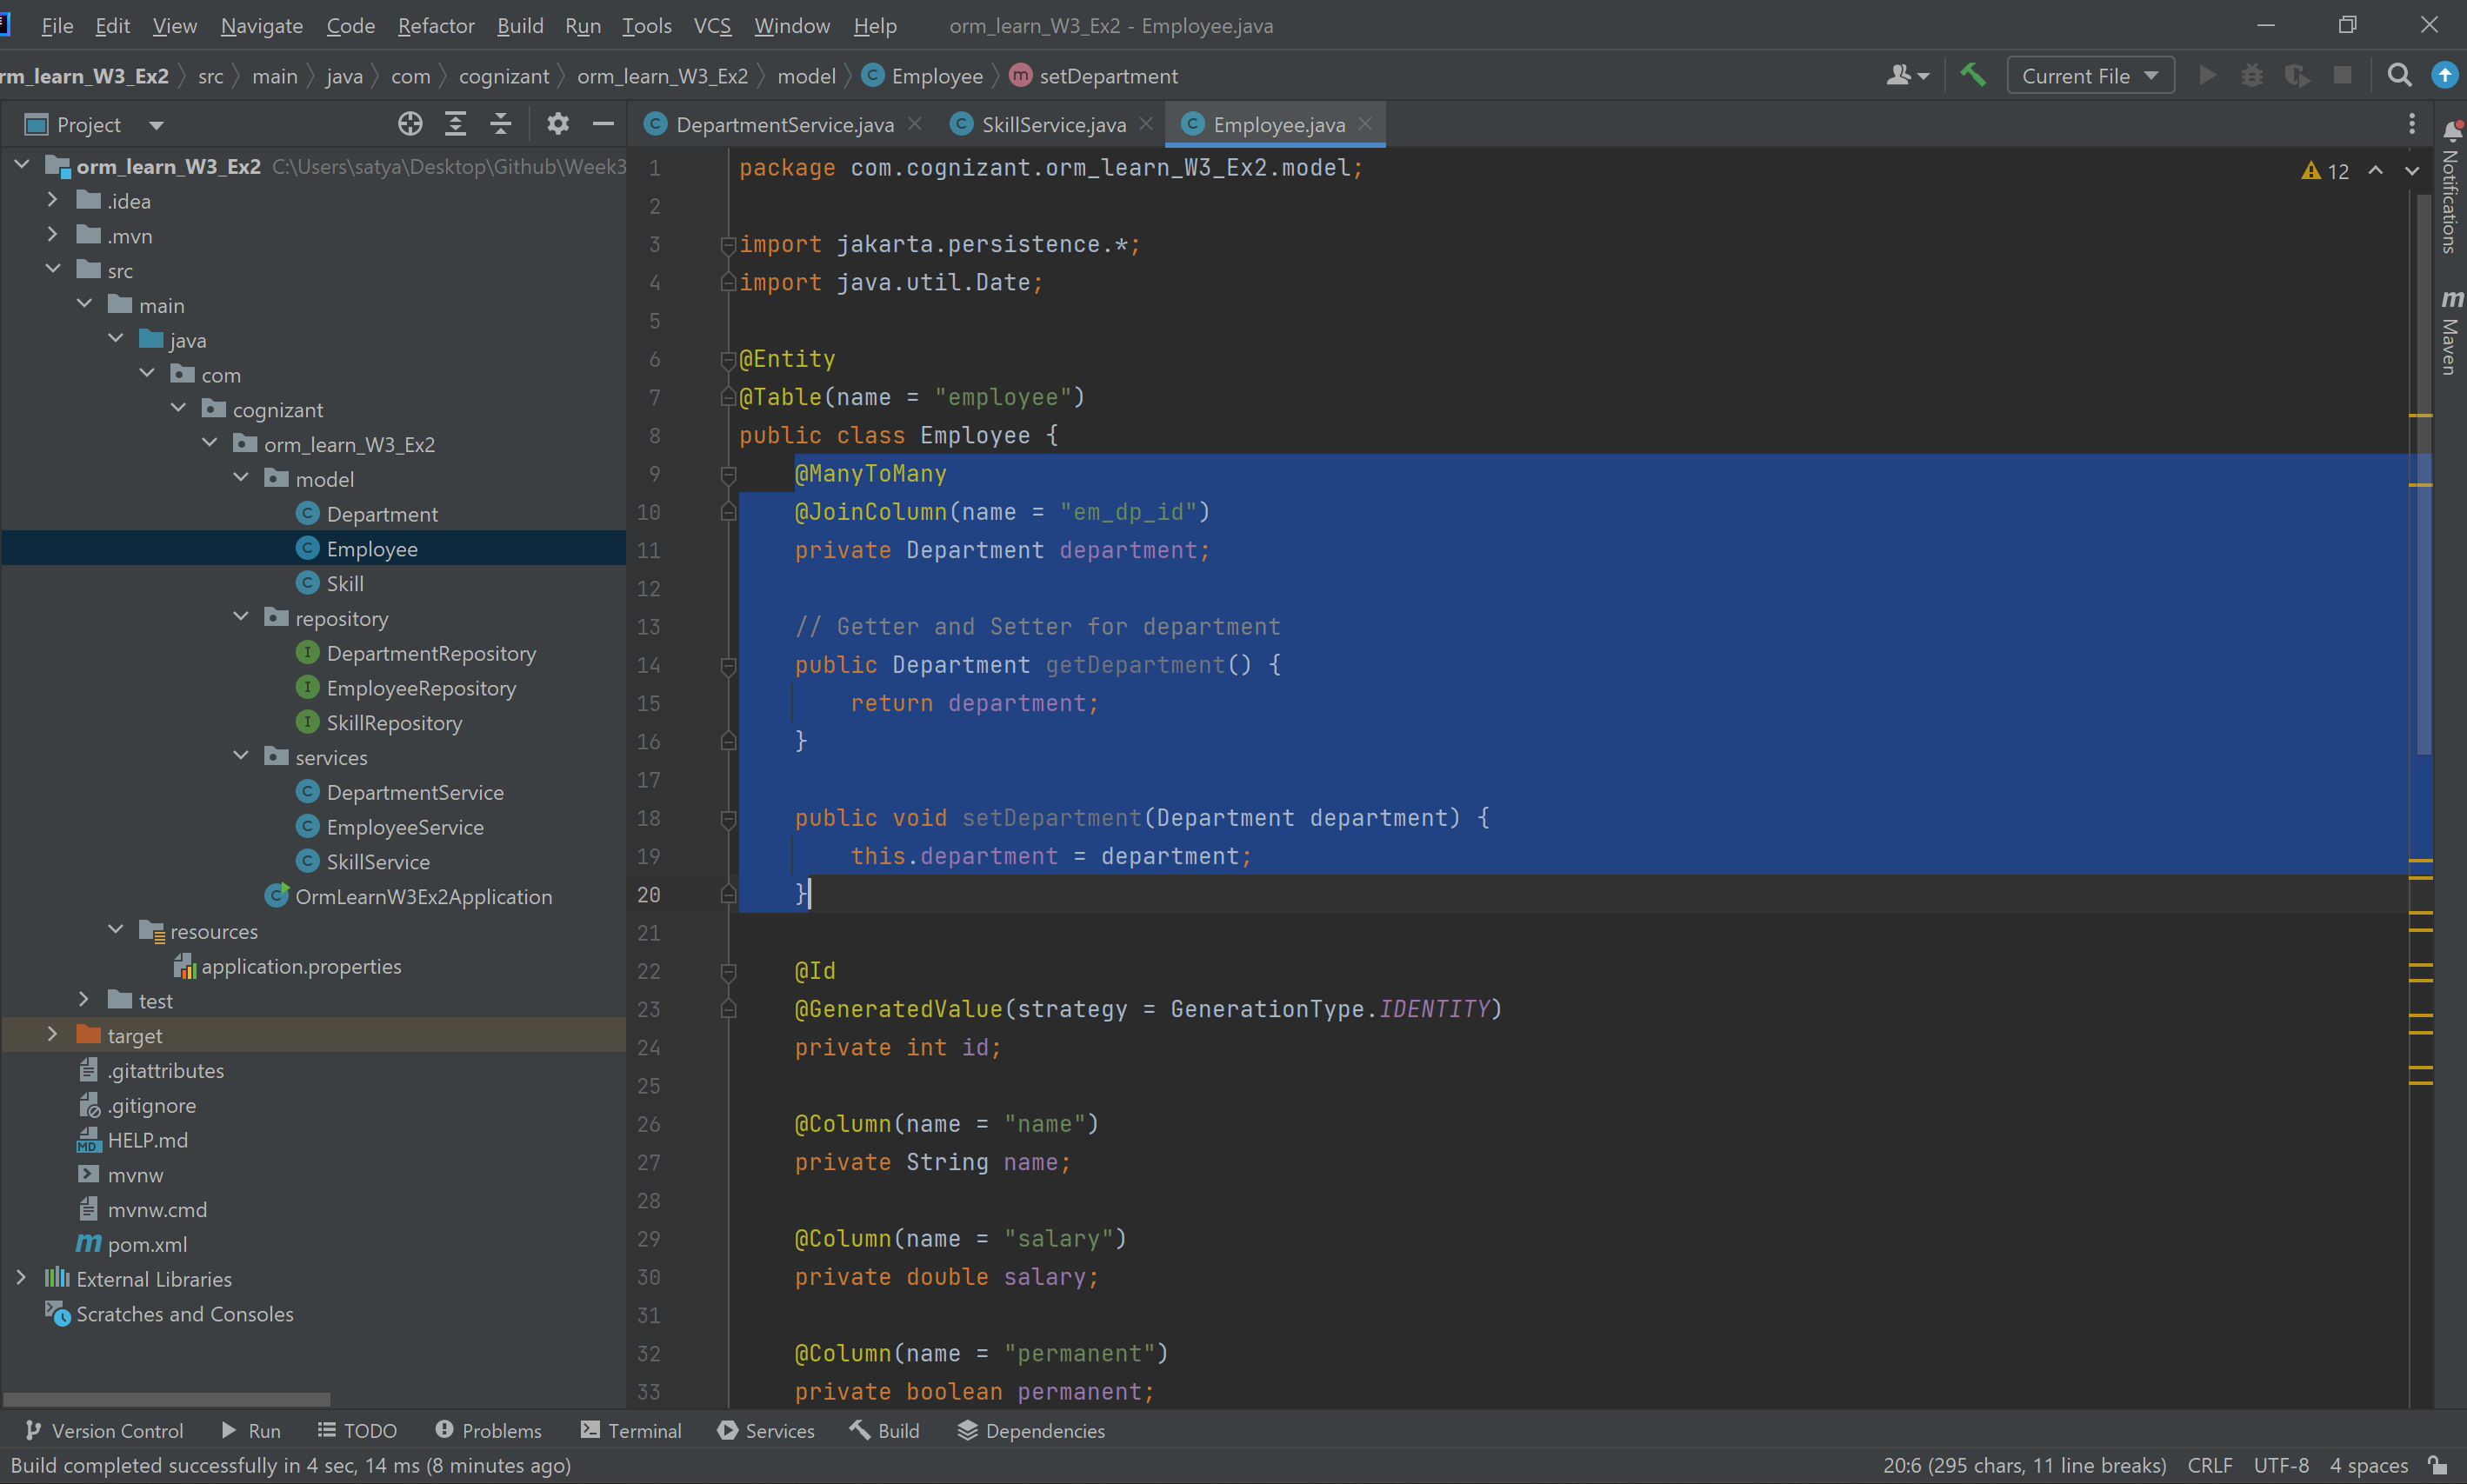 File Edit View Navigate Code Refactor Build Run Tools VCS Window Help orm_learn_W3_Ex2 - Employee.java
rm_learn_W3_Ex2 src main java com cognizant orm_learn_W3_Ex2 model Employee setDepartment Current File
Project
orm_learn_W3_Ex2 C:\Users\satya\Desktop\Github\Week3
.idea
.mvn
src
main
java
com
cognizant
orm_learn_W3_Ex2
model
Department
Employee
Skill
repository
DepartmentRepository
EmployeeRepository
SkillRepository
services
DepartmentService
EmployeeService
SkillService
OrmLearnW3Ex2Application
resources
application.properties
test
target
.gitattributes
.gitignore
HELP.md
mvnw
mvnw.cmd
pom.xml
External Libraries
Scratches and Consoles
DepartmentService.java SkillService.java Employee.java
12
1 package com.cognizant.orm_learn_W3_Ex2.model;
2
3 import jakarta.persistence.*;
4 import java.util.Date;
5
6 @Entity
7 @Table(name = "employee")
8 public class Employee {
9 @ManyToMany
10 @JoinColumn(name = "em_dp_id")
11 private Department department;
12
13 // Getter and Setter for department
14 public Department getDepartment() {
15 return department;
16 }
17
18 public void setDepartment(Department department) {
19 this.department = department;
20 }
21
22 @Id
23 @GeneratedValue(strategy = GenerationType.IDENTITY)
24 private int id;
25
26 @Column(name = "name")
27 private String name;
28
29 @Column(name = "salary")
30 private double salary;
31
32 @Column(name = "permanent")
33 private boolean permanent;
Notifications
m Maven
Version Control Run TODO Problems Terminal Services Build Dependencies
Build completed successfully in 4 sec, 14 ms (8 minutes ago) 20:6 (295 chars, 11 line breaks) CRLF UTF-8 4 spaces